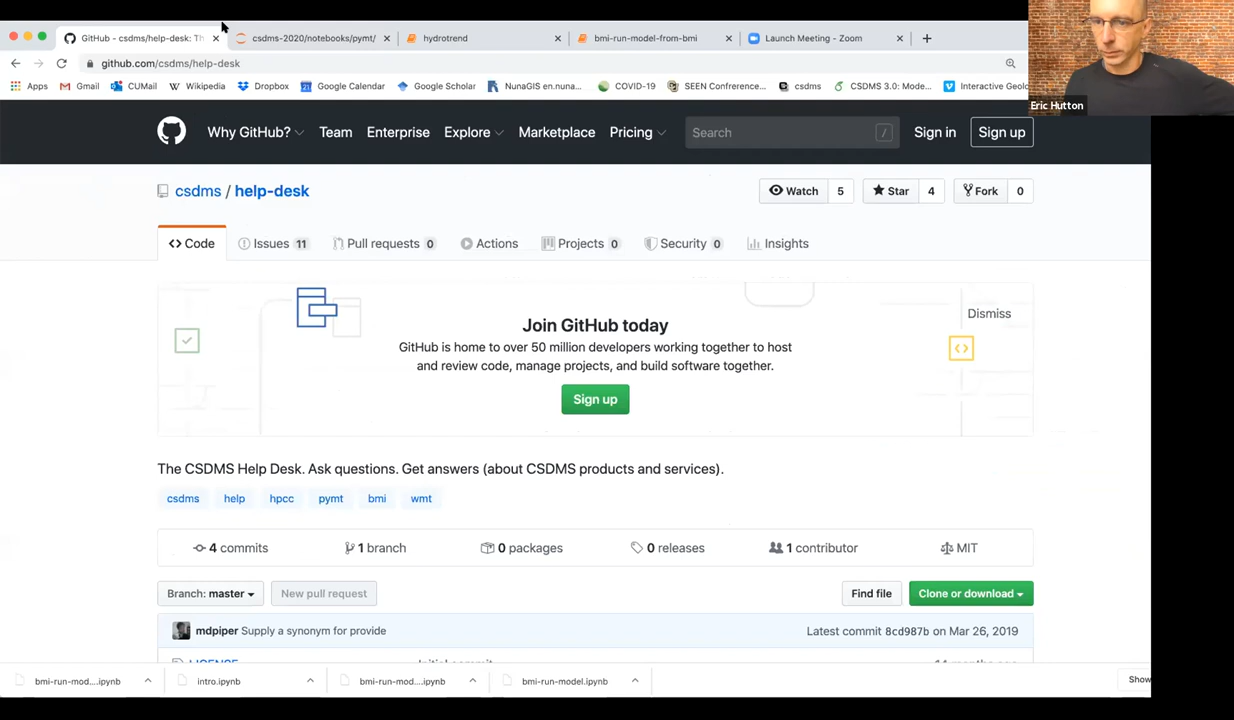 GitHub - csdms/help-desk: Th
csdms-2020/notebooks/pymt/
hydrotrend
bmi-run-model-from-bmi
Launch Meeting - Zoom
github.com/csdms/help-desk
Apps
Gmail
CUMail
Wikipedia
Dropbox
Google Calendar
Google Scholar
NunaGIS en.nuna...
COVID-19
SEEN Conferrence...
csdms
CSDMS 3.0: Mode...
Interactive Geolo
Eric Hutton
Why GitHub?
Team
Enterprise
Explore
Marketplace
Pricing
Search
/
Sign in
Sign up
csdms / help-desk
Watch 5
Star 4
Fork 0
Code
Issues 11
Pull requests 0
Actions
Projects 0
Security 0
Insights
Dismiss
Join GitHub today
GitHub is home to over 50 million developers working together to host
and review code, manage projects, and build software together.
Sign up
The CSDMS Help Desk. Ask questions. Get answers (about CSDMS products and services).
csdms
help
hpcc
pymt
bmi
wmt
4 commits
1 branch
0 packages
0 releases
1 contributor
MIT
Branch: master
New pull request
Find file
Clone or download
mdpiper Supply a synonym for provide
Latest commit 8cd987b on Mar 26, 2019
LICENSE
Initial commit
14 months ago
bmi-run-mod....ipynb
intro.ipynb
bmi-run-mod....ipynb
bmi-run-model.ipynb
Show